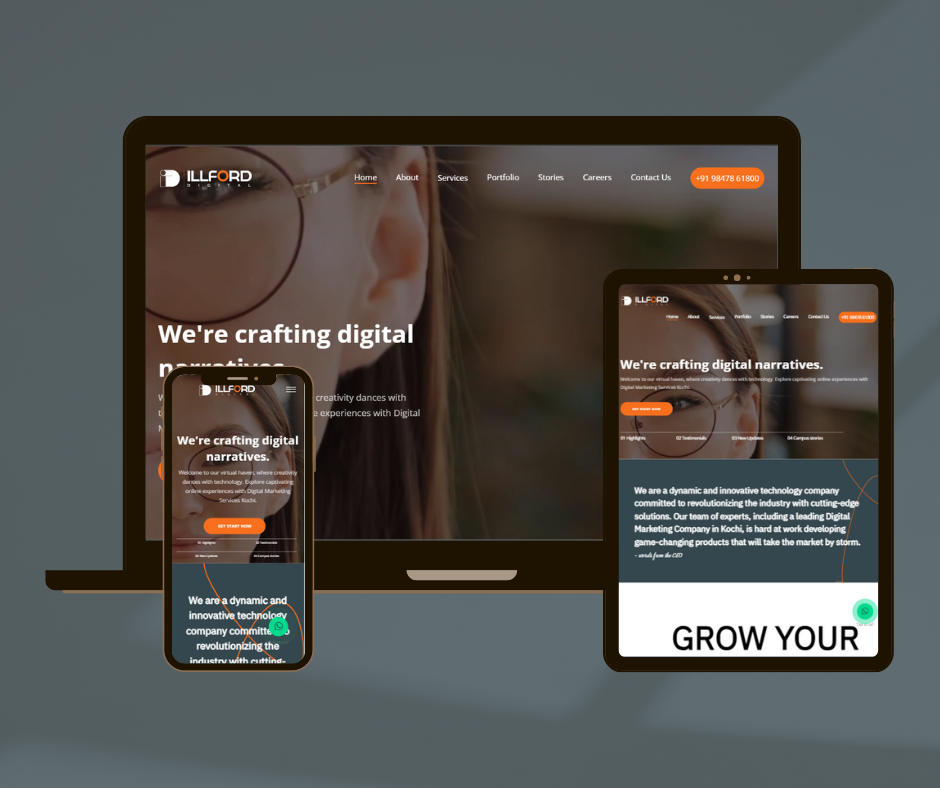 ILLFORD
DIGITAL
Home
About
Services
Portfolio
Stories
Careers
Contact Us
+91 98478 61800
We're crafting digital
narratives.
creativity dances with
experiences with Digital
ILLFORD
DIGITAL
We're crafting digital
narratives.
Welcome to our virtual haven, where creativity
dances with technology. Explore captivating
online experiences with Digital Marketing
Services Kochi.
GET START NOW
01 Highlights
02 Testimonials
03 New Updates
04 Campus stories
We are a dynamic and
innovative technology
company committed to
revolutionizing the
industry with cutting-
ILLFORD
Home
About
Services
Portfolio
Stories
Careers
Contact Us
+91 98478 61800
We're crafting digital narratives.
Welcome to our virtual haven, where creativity dances with technology. Explore captivating online experiences with
Digital Marketing Services Kochi.
GET START NOW
01 Highlights
02 Testimonials
03 New Updates
04 Campus stories
We are a dynamic and innovative technology company
committed to revolutionizing the industry with cutting-edge
solutions. Our team of experts, including a leading Digital
Marketing Company in Kochi, is hard at work developing
game-changing products that will take the market by storm.
- words from the CEO
GROW YOUR